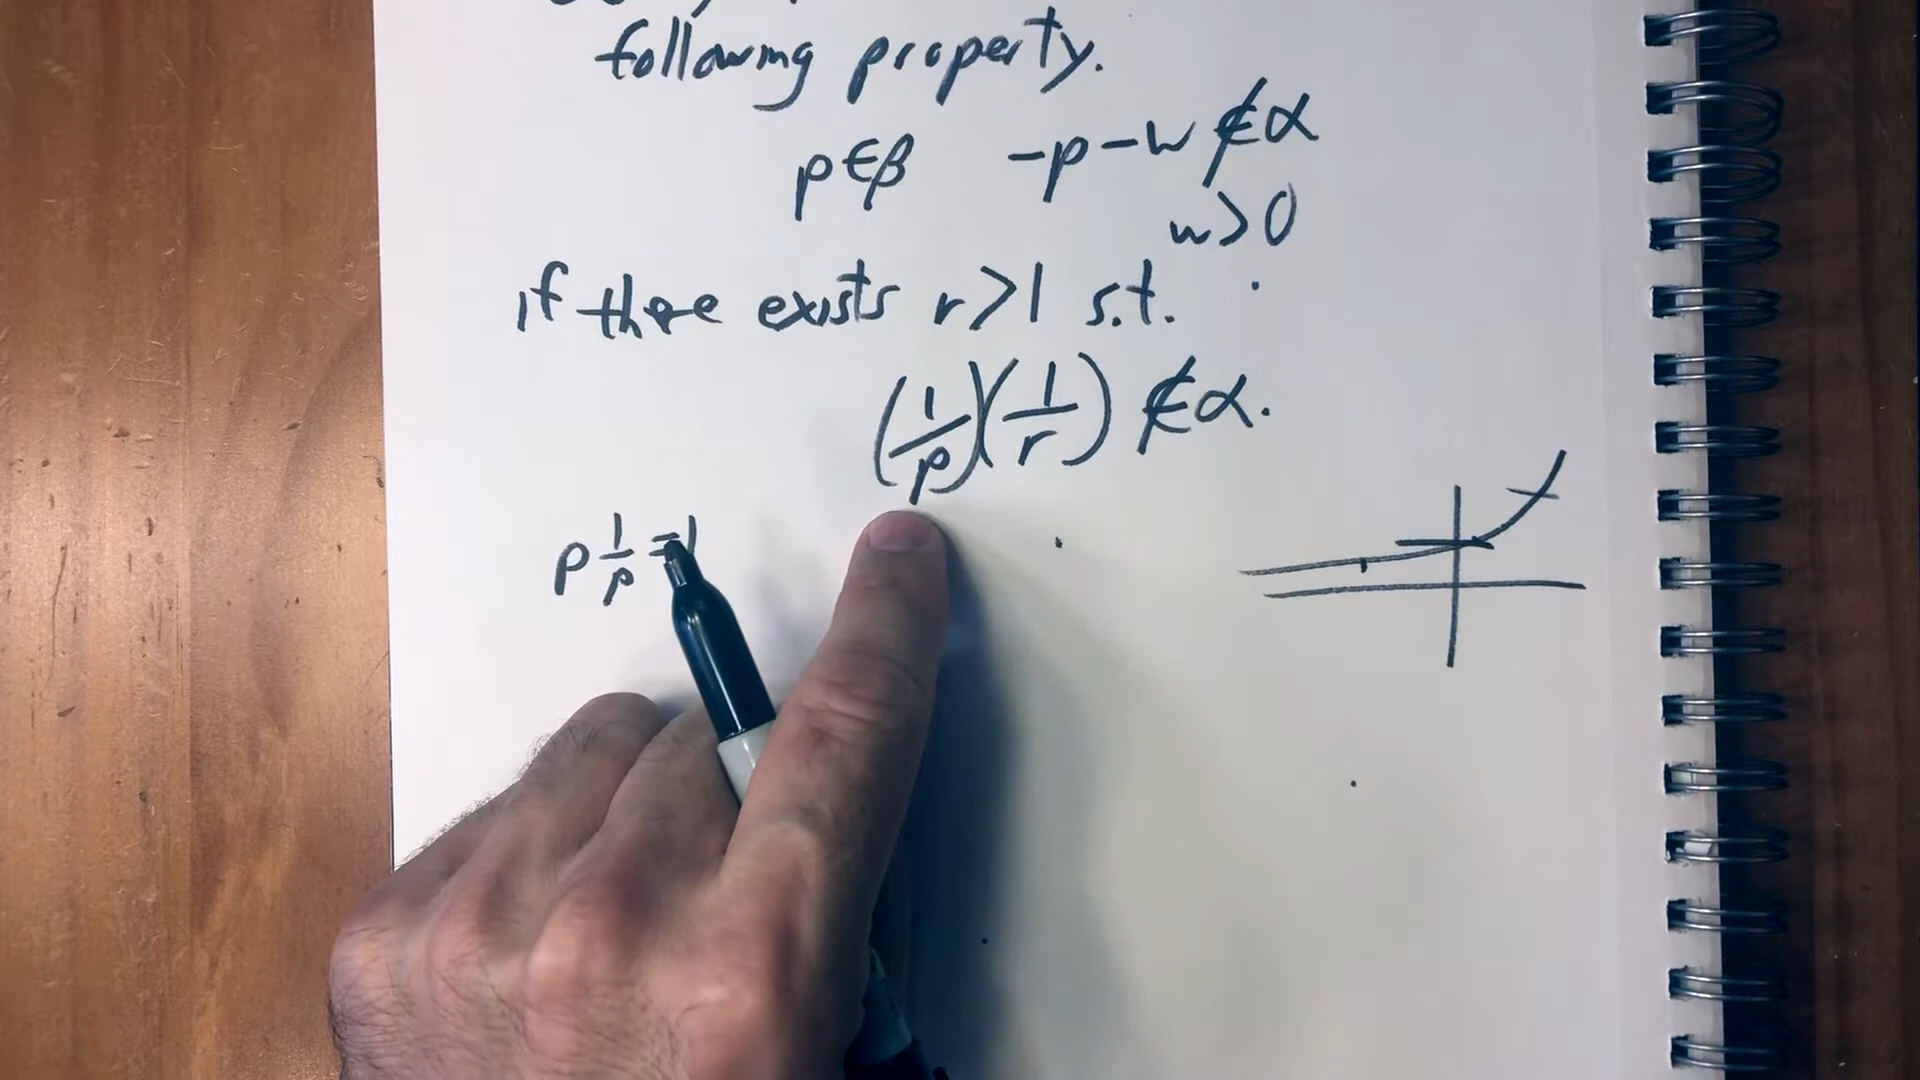 following property.
p∈β -p-w∉α
w>0
if there exists r>1 s.t.
(1/p)(1/r)∉α.
p 1/p =1